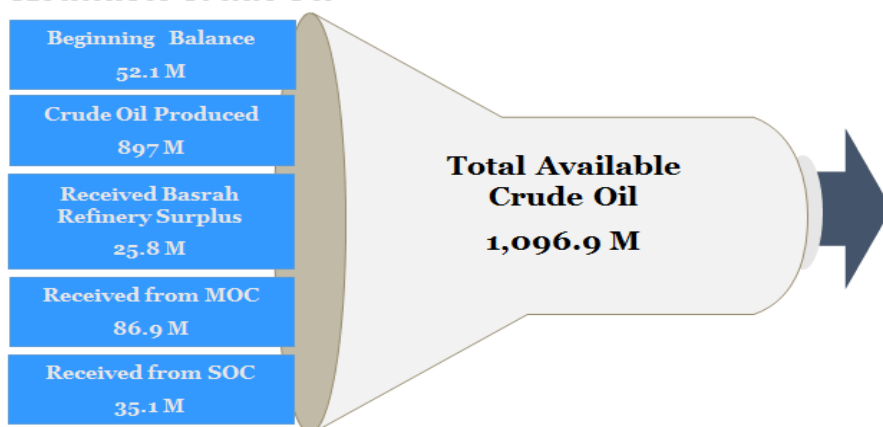 Beginning Balance
52.1 M
Crude Oil Produced
897 M
Received Basrah
Refinery Surplus
25.8 M
Received from MOC
86.9 M
Received from SOC
35.1 M
Total Available
Crude Oil
1,096.9 M